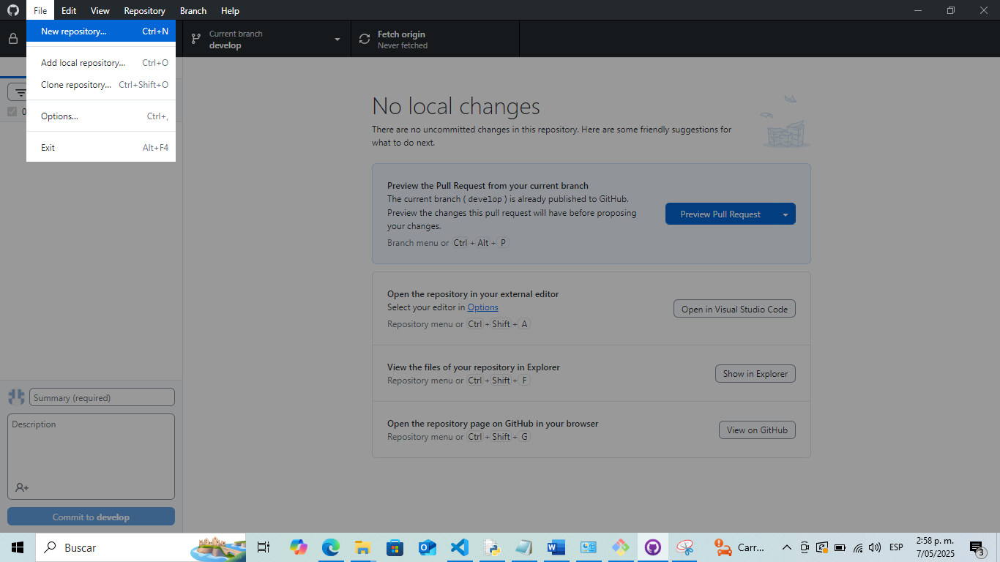 File Edit View Repository Branch Help
New repository... Ctrl+N
Add local repository... Ctrl+O
Clone repository... Ctrl+Shift+O
Options... Ctrl+,
Exit Alt+F4
Current branch
develop
Fetch origin
Never fetched
0
No local changes
There are no uncommitted changes in this repository. Here are some friendly suggestions for
what to do next.
Preview the Pull Request from your current branch
The current branch ( develop ) is already published to GitHub.
Preview the changes this pull request will have before proposing
your changes.
Branch menu or Ctrl + Alt + P
Preview Pull Request
Open the repository in your external editor
Select your editor in Options
Repository menu or Ctrl + Shift + A
Open in Visual Studio Code
View the files of your repository in Explorer
Repository menu or Ctrl + Shift + F
Show in Explorer
Open the repository page on GitHub in your browser
Repository menu or Ctrl + Shift + G
View on GitHub
Summary (required)
Description
Commit to develop
Buscar
Carr...
ESP
2:58 p. m.
7/05/2025
3